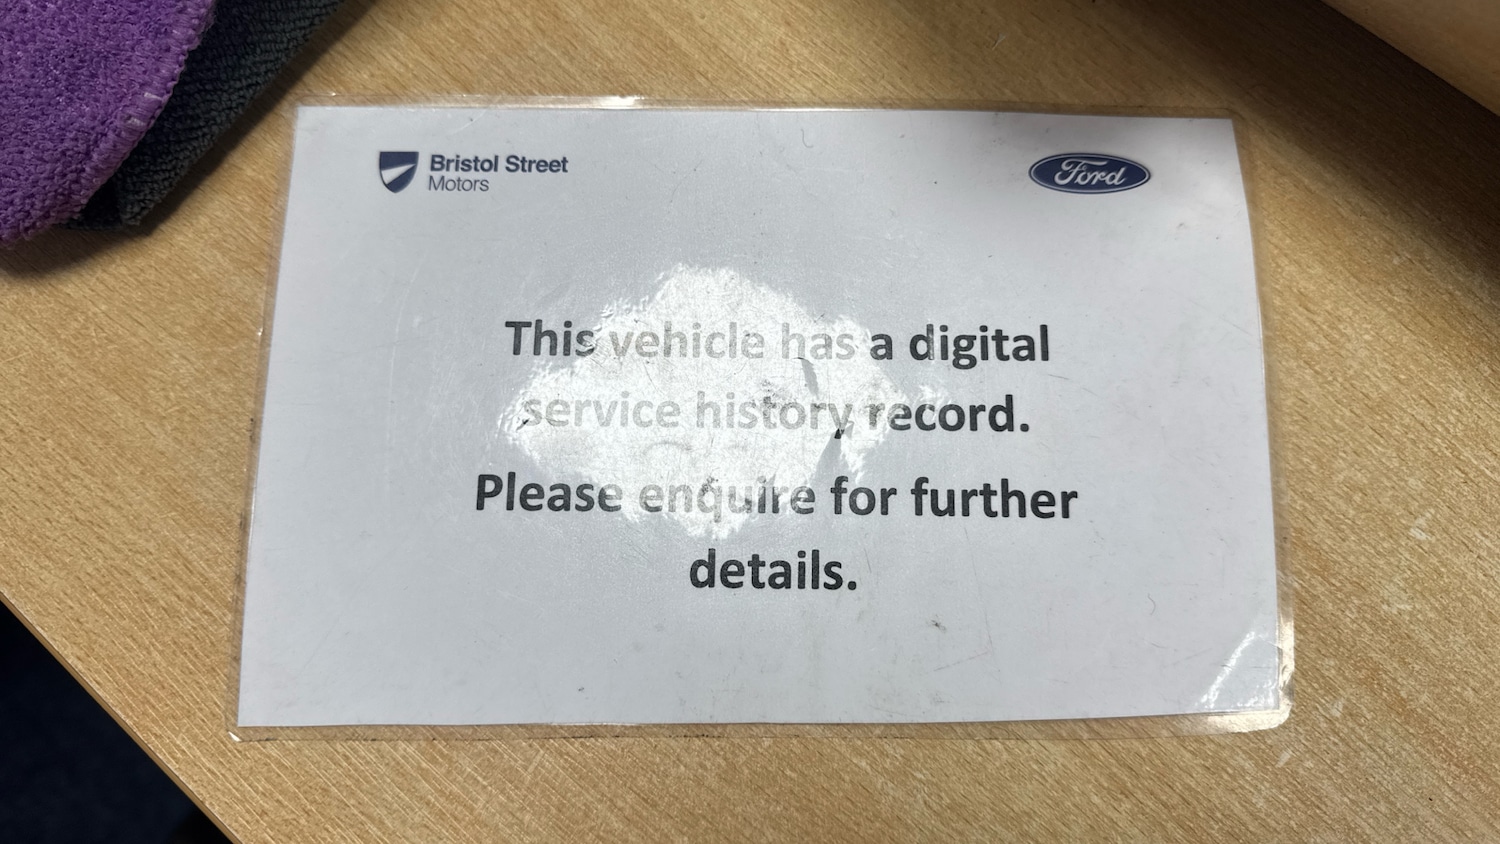 Bristol Street
Motors
Ford
This vehicle has a digital
service history record.
Please enquire for further
details.